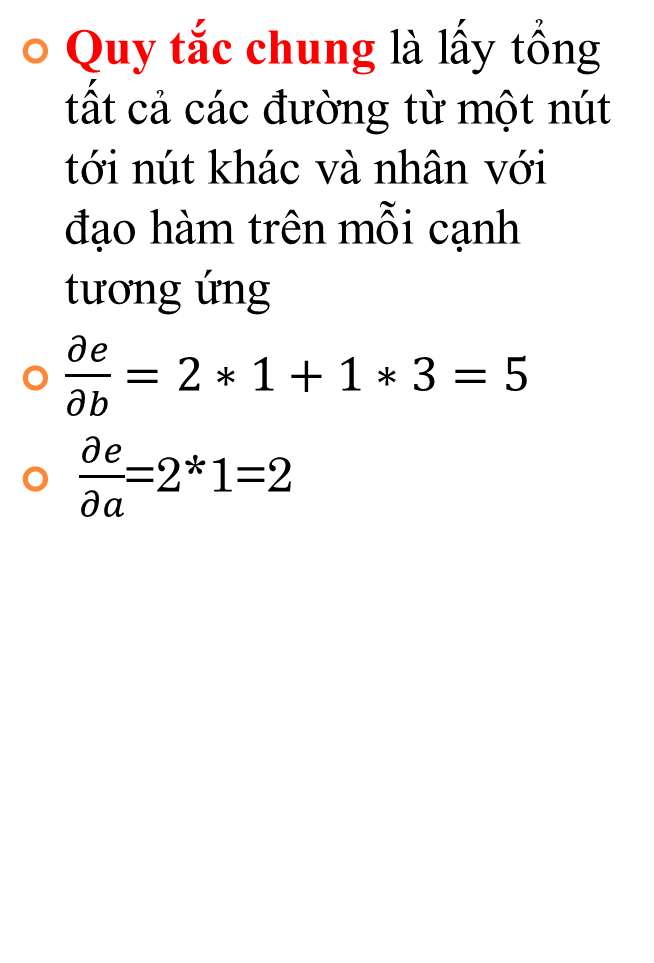 Quy tắc chung là lấy tổng
tất cả các đường từ một nút
tới nút khác và nhân với
đạo hàm trên mỗi cạnh
tương ứng
∂e/∂b = 2 ∗ 1 + 1 ∗ 3 = 5
∂e/∂a=2*1=2